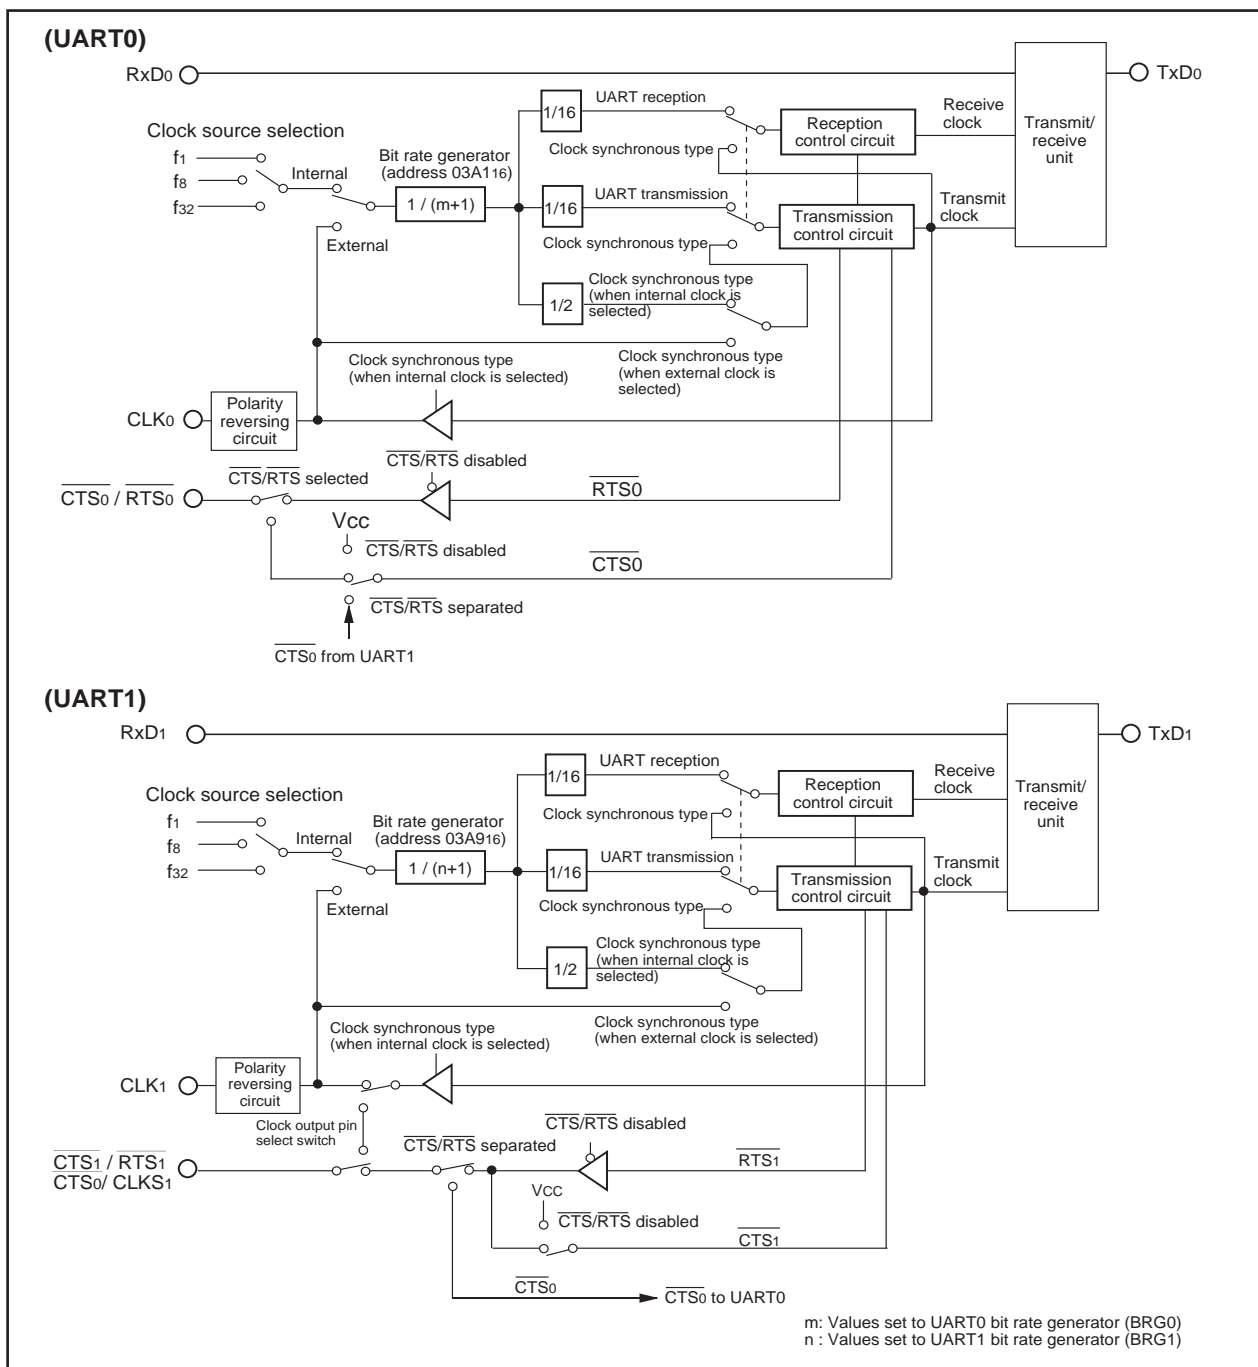 (UART0)
RxD0
TxD0
Clock source selection
f1
f8
f32
Internal
External
Bit rate generator
(address 03A116)
1 / (m+1)
1/16
UART reception
Clock synchronous type
1/16
UART transmission
Clock synchronous type
1/2
Clock synchronous type
(when internal clock is
selected)
Clock synchronous type
(when external clock is
selected)
Reception
control circuit
Transmission
control circuit
Receive
clock
Transmit
clock
Transmit/
receive
unit
Clock synchronous type
(when internal clock is selected)
CLK0
Polarity
reversing
circuit
CTS/RTS disabled
CTS/RTS selected
CTS0 / RTS0
RTS0
Vcc
CTS/RTS disabled
CTS0
CTS/RTS separated
CTS0 from UART1
(UART1)
RxD1
TxD1
Clock source selection
f1
f8
f32
Internal
External
Bit rate generator
(address 03A916)
1 / (n+1)
1/16
UART reception
Clock synchronous type
1/16
UART transmission
Clock synchronous type
1/2
Clock synchronous type
(when internal clock is
selected)
Clock synchronous type
(when external clock is selected)
Reception
control circuit
Transmission
control circuit
Receive
clock
Transmit
clock
Transmit/
receive
unit
Clock synchronous type
(when internal clock is selected)
CLK1
Polarity
reversing
circuit
Clock output pin
select switch
CTS/RTS disabled
CTS/RTS separated
CTS1 / RTS1
CTS0/ CLKS1
RTS1
VCC
CTS/RTS disabled
CTS1
CTS0
CTS0 to UART0
m: Values set to UART0 bit rate generator (BRG0)
n : Values set to UART1 bit rate generator (BRG1)